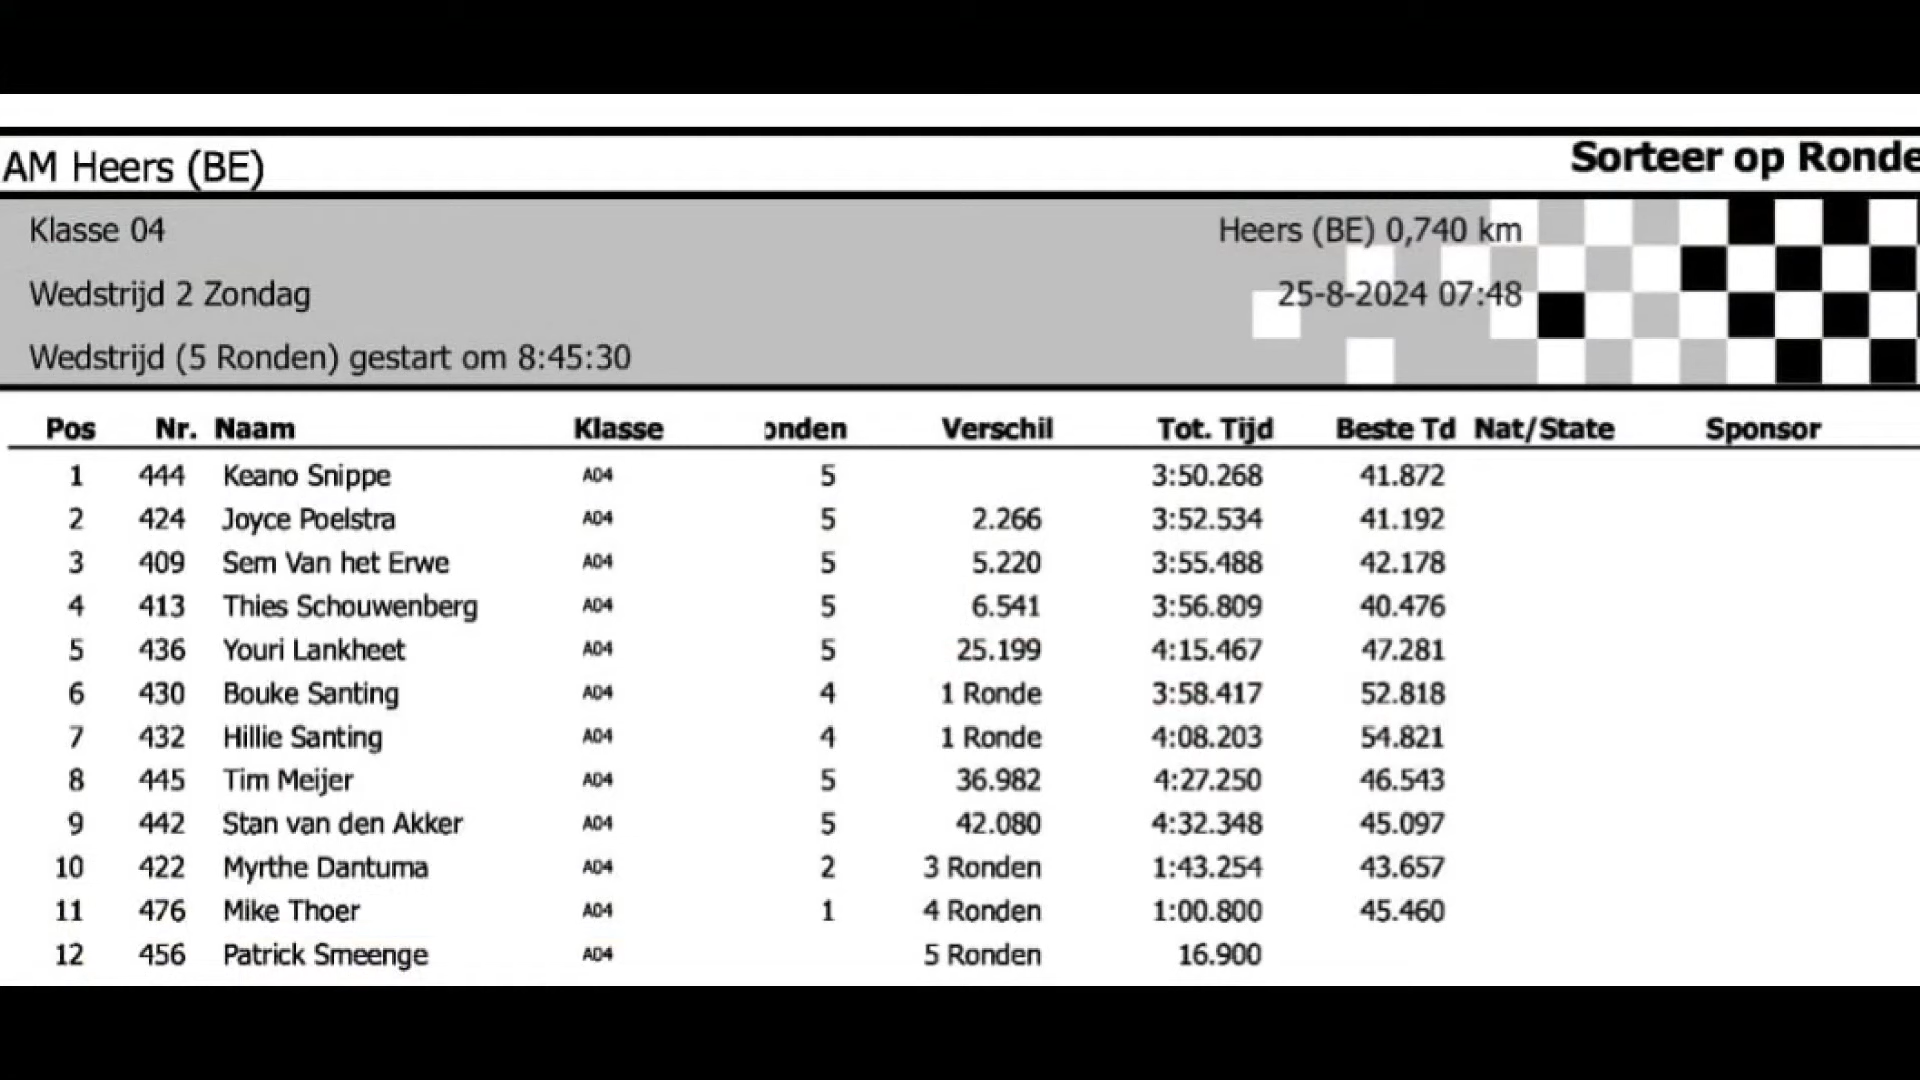 AM Heers (BE) Sorteer op Ronde
Klasse 04 Heers (BE) 0,740 km
Wedstrijd 2 Zondag 25-8-2024 07:48
Wedstrijd (5 Ronden) gestart om 8:45:30
Pos Nr. Naam Klasse onden Verschil Tot. Tijd Beste Td Nat/State Sponsor
1 444 Keano Snippe A04 5 3:50.268 41.872
2 424 Joyce Poelstra A04 5 2.266 3:52.534 41.192
3 409 Sem Van het Erwe A04 5 5.220 3:55.488 42.178
4 413 Thies Schouwenberg A04 5 6.541 3:56.809 40.476
5 436 Youri Lankheet A04 5 25.199 4:15.467 47.281
6 430 Bouke Santing A04 4 1 Ronde 3:58.417 52.818
7 432 Hillie Santing A04 4 1 Ronde 4:08.203 54.821
8 445 Tim Meijer A04 5 36.982 4:27.250 46.543
9 442 Stan van den Akker A04 5 42.080 4:32.348 45.097
10 422 Myrthe Dantuma A04 2 3 Ronden 1:43.254 43.657
11 476 Mike Thoer A04 1 4 Ronden 1:00.800 45.460
12 456 Patrick Smeenge A04 5 Ronden 16.900